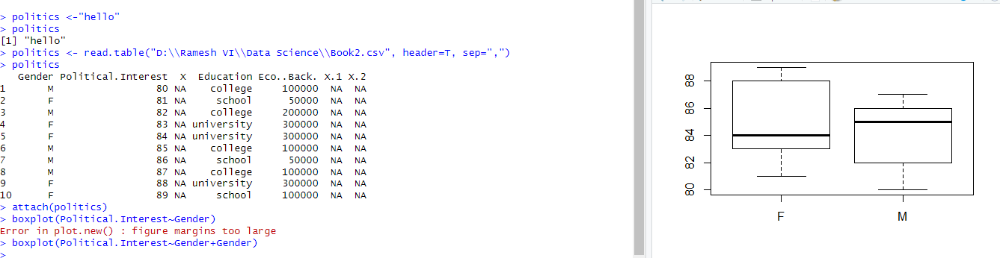 > politics <-"hello"
> politics
[1] "hello"
> politics <- read.table("D:\\Ramesh VI\\Data Science\\Book2.csv", header=T, sep=",")
> politics
   Gender Political.Interest  X  Education Eco..Back. X.1 X.2
1       M                 80 NA    college     100000  NA  NA
2       F                 81 NA     school      50000  NA  NA
3       M                 82 NA    college     200000  NA  NA
4       F                 83 NA university     300000  NA  NA
5       F                 84 NA university     300000  NA  NA
6       M                 85 NA    college     100000  NA  NA
7       M                 86 NA     school      50000  NA  NA
8       M                 87 NA    college     100000  NA  NA
9       F                 88 NA university     300000  NA  NA
10      F                 89 NA     school     100000  NA  NA
> attach(politics)
> boxplot(Political.Interest~Gender)
Error in plot.new() : figure margins too large
> boxplot(Political.Interest~Gender+Gender)
>
88
86
84
82
80
F M